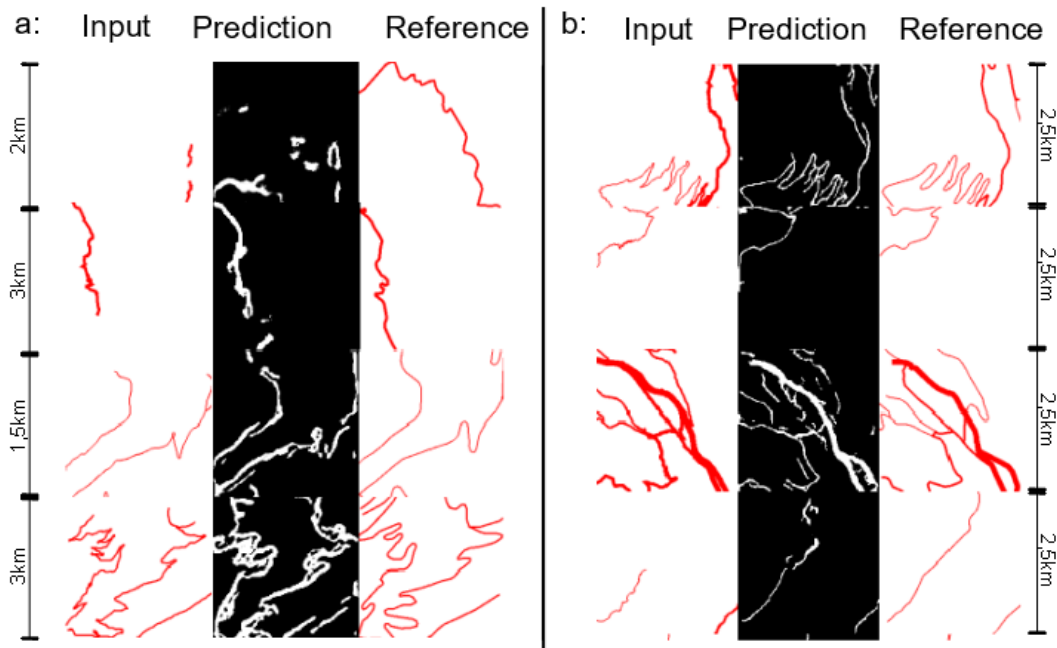 a: Input Prediction Reference
2km
3km
1,5km
3km
b: Input Prediction Reference
2,5km
2,5km
2,5km
2,5km